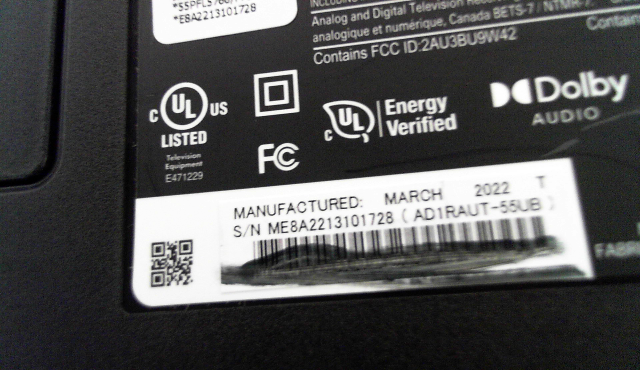 *E8A2213101728
Analog and Digital Television
analogique et numérique, Canada BETS-7 / NTMR-7.
Contains FCC ID:2AU3BU9W42
C UL US
LISTED
Television
Equipment
E471229
FC
C UL Energy
Verified
Dolby
AUDIO
MANUFACTURED: MARCH 2022 T
S/N ME8A2213101728 ( AD1RAUT-55UB )